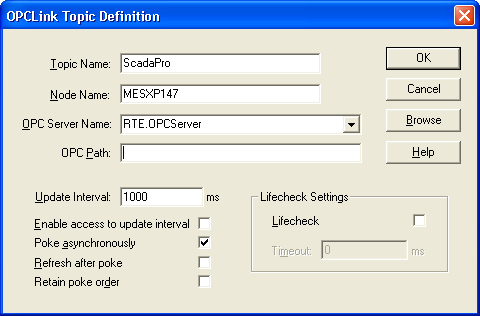 OPCLink Topic Definition
Topic Name: ScadaPro OK
Node Name: MESXP147 Cancel
OPC Server Name: RTE.OPCServer Browse
OPC Path: Help
Update Interval: 1000 ms
Enable access to update interval
Poke asynchronously
Refresh after poke
Retain poke order
Lifecheck Settings
Lifecheck
Timeout: 0 ms